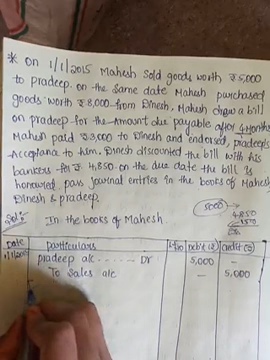 * On 1/1/2015 Mahesh Sold goods worth ₹5,000
to pradeep. on the same date Mahesh purchased
goods worth ₹8,000 from Dinesh, Mahesh drew a bill
on pradeep for the Amount due payable after 4 Months
Mahesh paid ₹3,000 to Dinesh and endorsed, pradeep's
Acceptance to him. Dinesh discounted the bill with his
bankers for ₹ 4,850 on the due date the bill is
honoured, pass journal entries in the books of Mahesh
Dinesh & pradeep.
5000
4,850
In the books of Mahesh
Date particulars Debit (₹) Credit (₹)
1/1/2015 pradeep a/c ...... Dr 5,000 —
To Sales a/c — 5,000